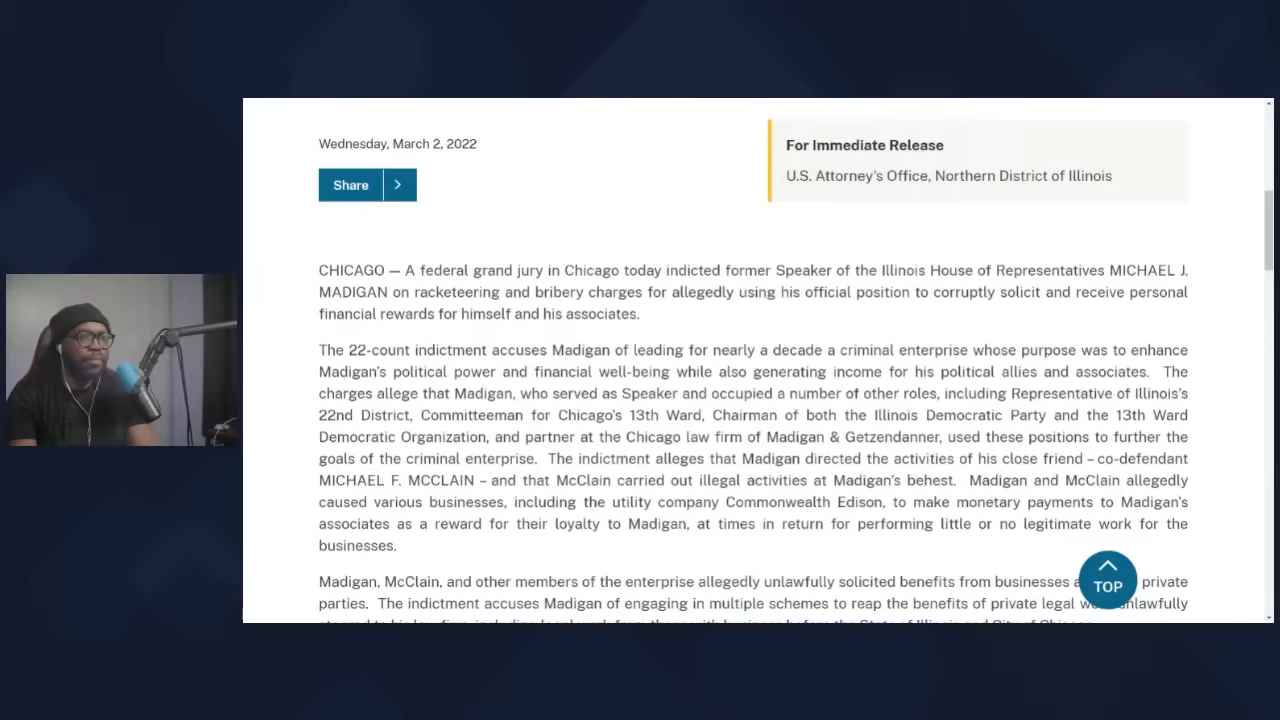 Wednesday, March 2, 2022
Share
For Immediate Release
U.S. Attorney's Office, Northern District of Illinois
CHICAGO — A federal grand jury in Chicago today indicted former Speaker of the Illinois House of Representatives MICHAEL J.
MADIGAN on racketeering and bribery charges for allegedly using his official position to corruptly solicit and receive personal
financial rewards for himself and his associates.
The 22-count indictment accuses Madigan of leading for nearly a decade a criminal enterprise whose purpose was to enhance
Madigan's political power and financial well-being while also generating income for his political allies and associates. The
charges allege that Madigan, who served as Speaker and occupied a number of other roles, including Representative of Illinois's
22nd District, Committeeman for Chicago's 13th Ward, Chairman of both the Illinois Democratic Party and the 13th Ward
Democratic Organization, and partner at the Chicago law firm of Madigan & Getzendanner, used these positions to further the
goals of the criminal enterprise. The indictment alleges that Madigan directed the activities of his close friend – co-defendant
MICHAEL F. MCCLAIN – and that McClain carried out illegal activities at Madigan's behest. Madigan and McClain allegedly
caused various businesses, including the utility company Commonwealth Edison, to make monetary payments to Madigan's
associates as a reward for their loyalty to Madigan, at times in return for performing little or no legitimate work for the
businesses.
Madigan, McClain, and other members of the enterprise allegedly unlawfully solicited benefits from businesses private
parties. The indictment accuses Madigan of engaging in multiple schemes to reap the benefits of private legal unlawfully
TOP